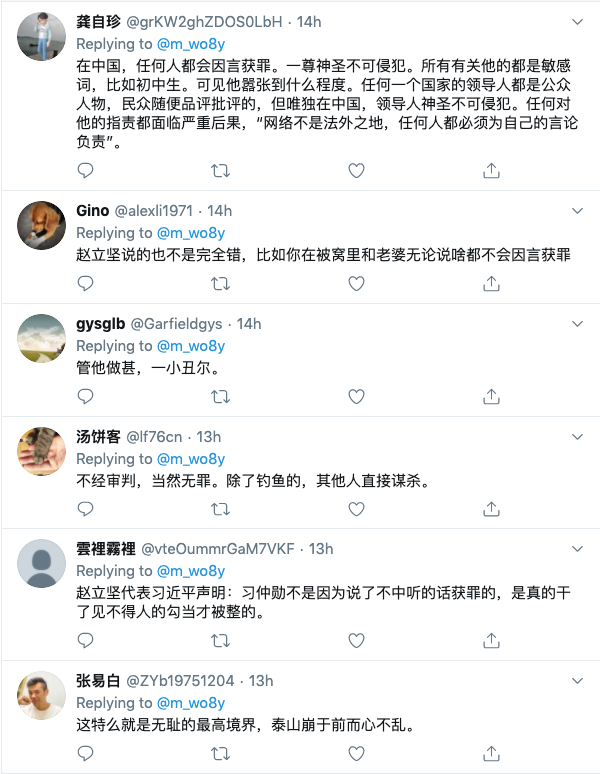 龚自珍 @grKW2ghZDOS0LbH · 14h
Replying to @m_wo8y
在中国，任何人都会因言获罪。一尊神圣不可侵犯。所有有关他的都是敏感
词，比如初中生。可见他嚣张到什么程度。任何一个国家的领导人都是公众
人物，民众随便品评批评的，但唯独在中国，领导人神圣不可侵犯。任何对
他的指责都面临严重后果，“网络不是法外之地，任何人都必须为自己的言论
负责”。
Gino @alexli1971 · 14h
Replying to @m_wo8y
赵立坚说的也不是完全错，比如你在被窝里和老婆无论说啥都不会因言获罪
gysglb @Garfieldgys · 14h
Replying to @m_wo8y
管他做甚，一小丑尔。
汤饼客 @lf76cn · 13h
Replying to @m_wo8y
不经审判，当然无罪。除了钓鱼的，其他人直接谋杀。
雲裡霧裡 @vteOummrGaM7VKF · 13h
Replying to @m_wo8y
赵立坚代表习近平声明：习仲勋不是因为说了不中听的话获罪的，是真的干
了见不得人的勾当才被整的。
张易白 @ZYb19751204 · 13h
Replying to @m_wo8y
这特么就是无耻的最高境界，泰山崩于前而心不乱。